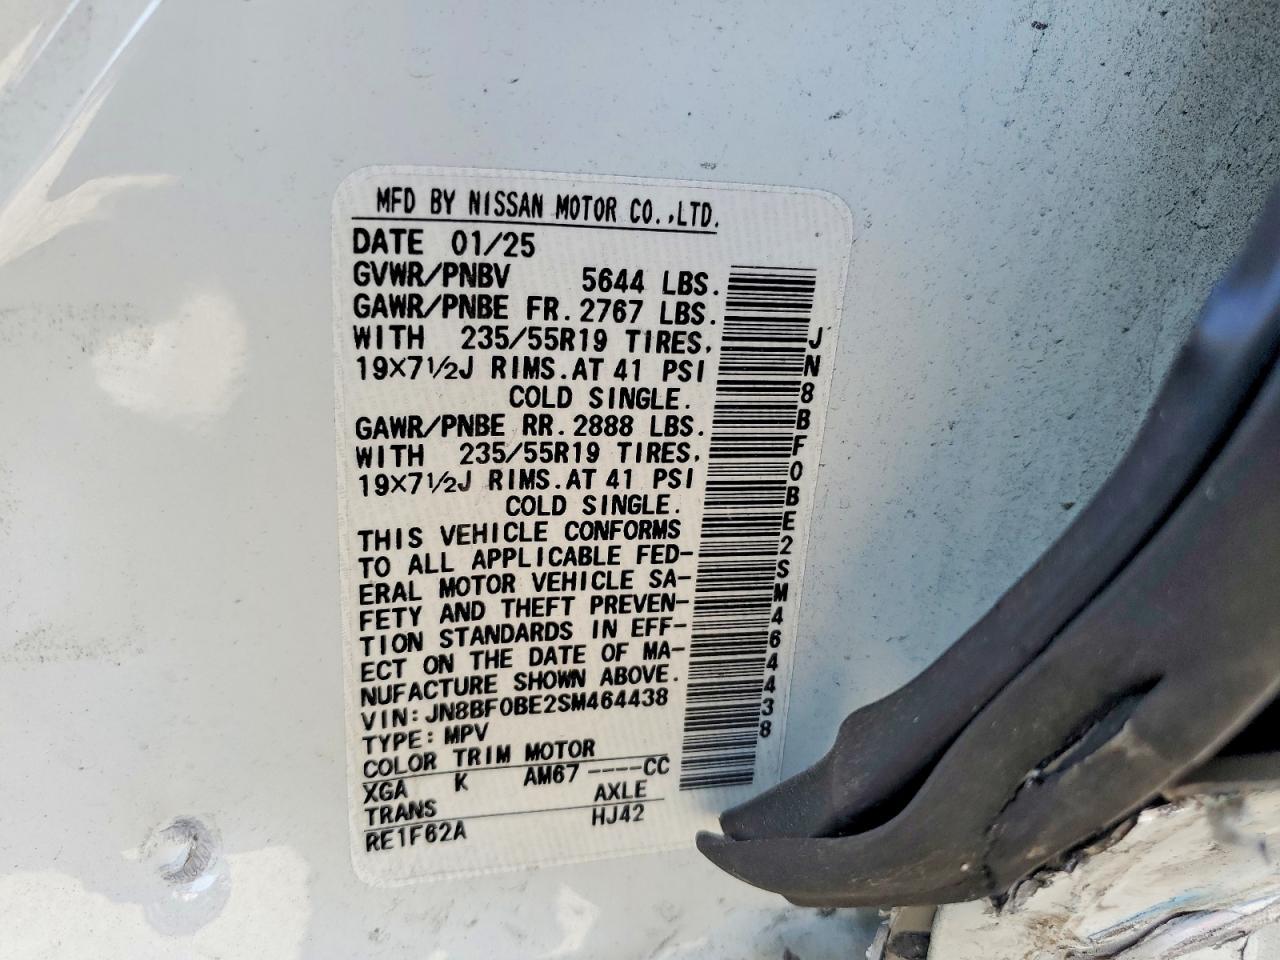 MFD BY NISSAN MOTOR CO.,LTD.
DATE 01/25
GVWR/PNBV 5644 LBS.
GAWR/PNBE FR. 2767 LBS.
WITH 235/55R19 TIRES,
19×7½J RIMS. AT 41 PSI
COLD SINGLE.
GAWR/PNBE RR. 2888 LBS.
WITH 235/55R19 TIRES,
19×7½J RIMS. AT 41 PSI
COLD SINGLE.
THIS VEHICLE CONFORMS
TO ALL APPLICABLE FED-
ERAL MOTOR VEHICLE SA-
FETY AND THEFT PREVEN-
TION STANDARDS IN EFF-
ECT ON THE DATE OF MA-
NUFACTURE SHOWN ABOVE.
VIN: JN8BF0BE2SM464438
TYPE: MPV
COLOR TRIM MOTOR
XGA K AM67 ----CC
TRANS AXLE
RE1F62A HJ42
JN8BF0BE2SM464438